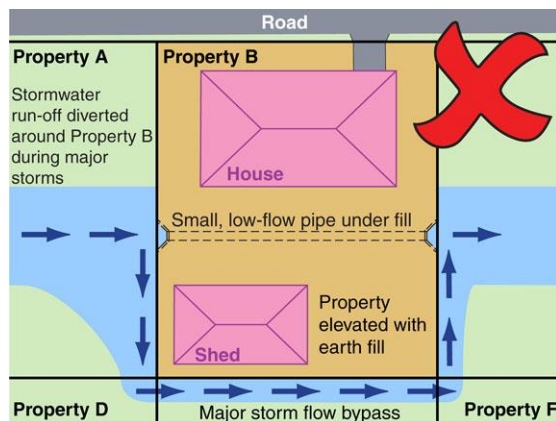 Road
Property A
Property B
Stormwater
run-off diverted
around Property B
during major
storms
House
Small, low-flow pipe under fill
Property
elevated with
earth fill
Shed
Property D
Major storm flow bypass
Property F